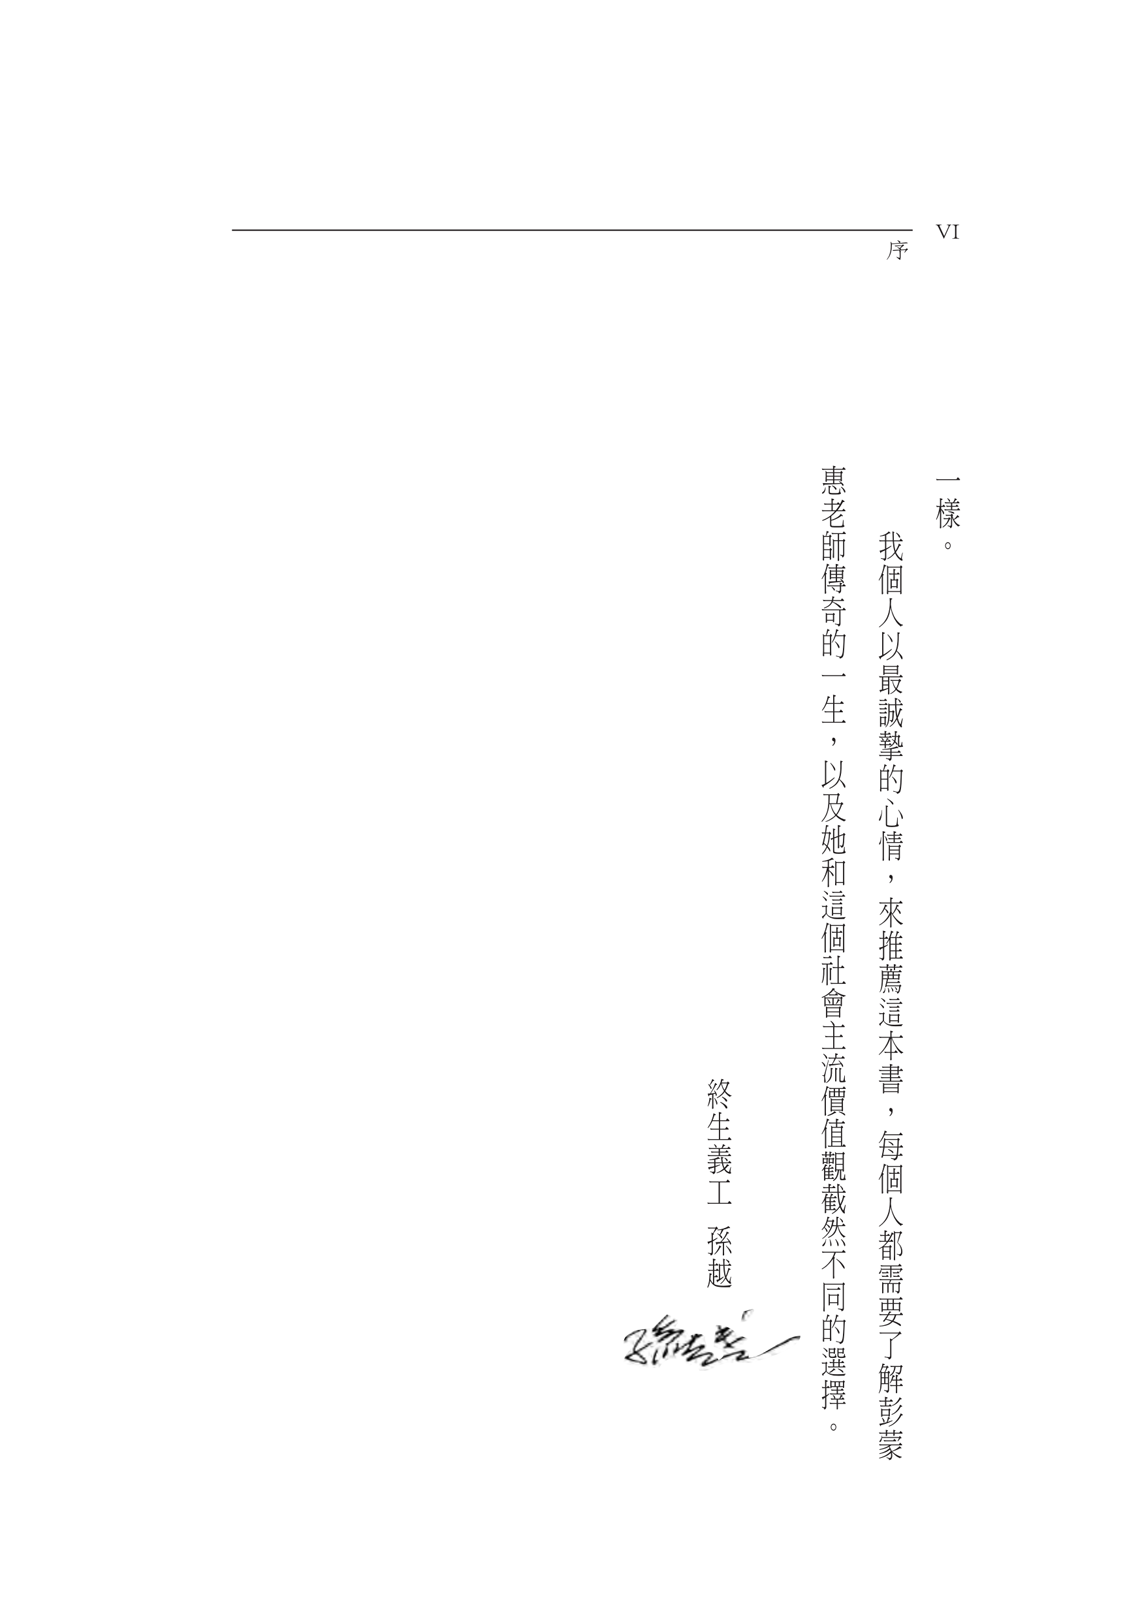 VI
序
一樣。
我個人以最誠摯的心情，來推薦這本書，每個人都需要了解彭蒙
惠老師傳奇的一生，以及她和這個社會主流價值觀截然不同的選擇。
終生義工 孫越
孫越